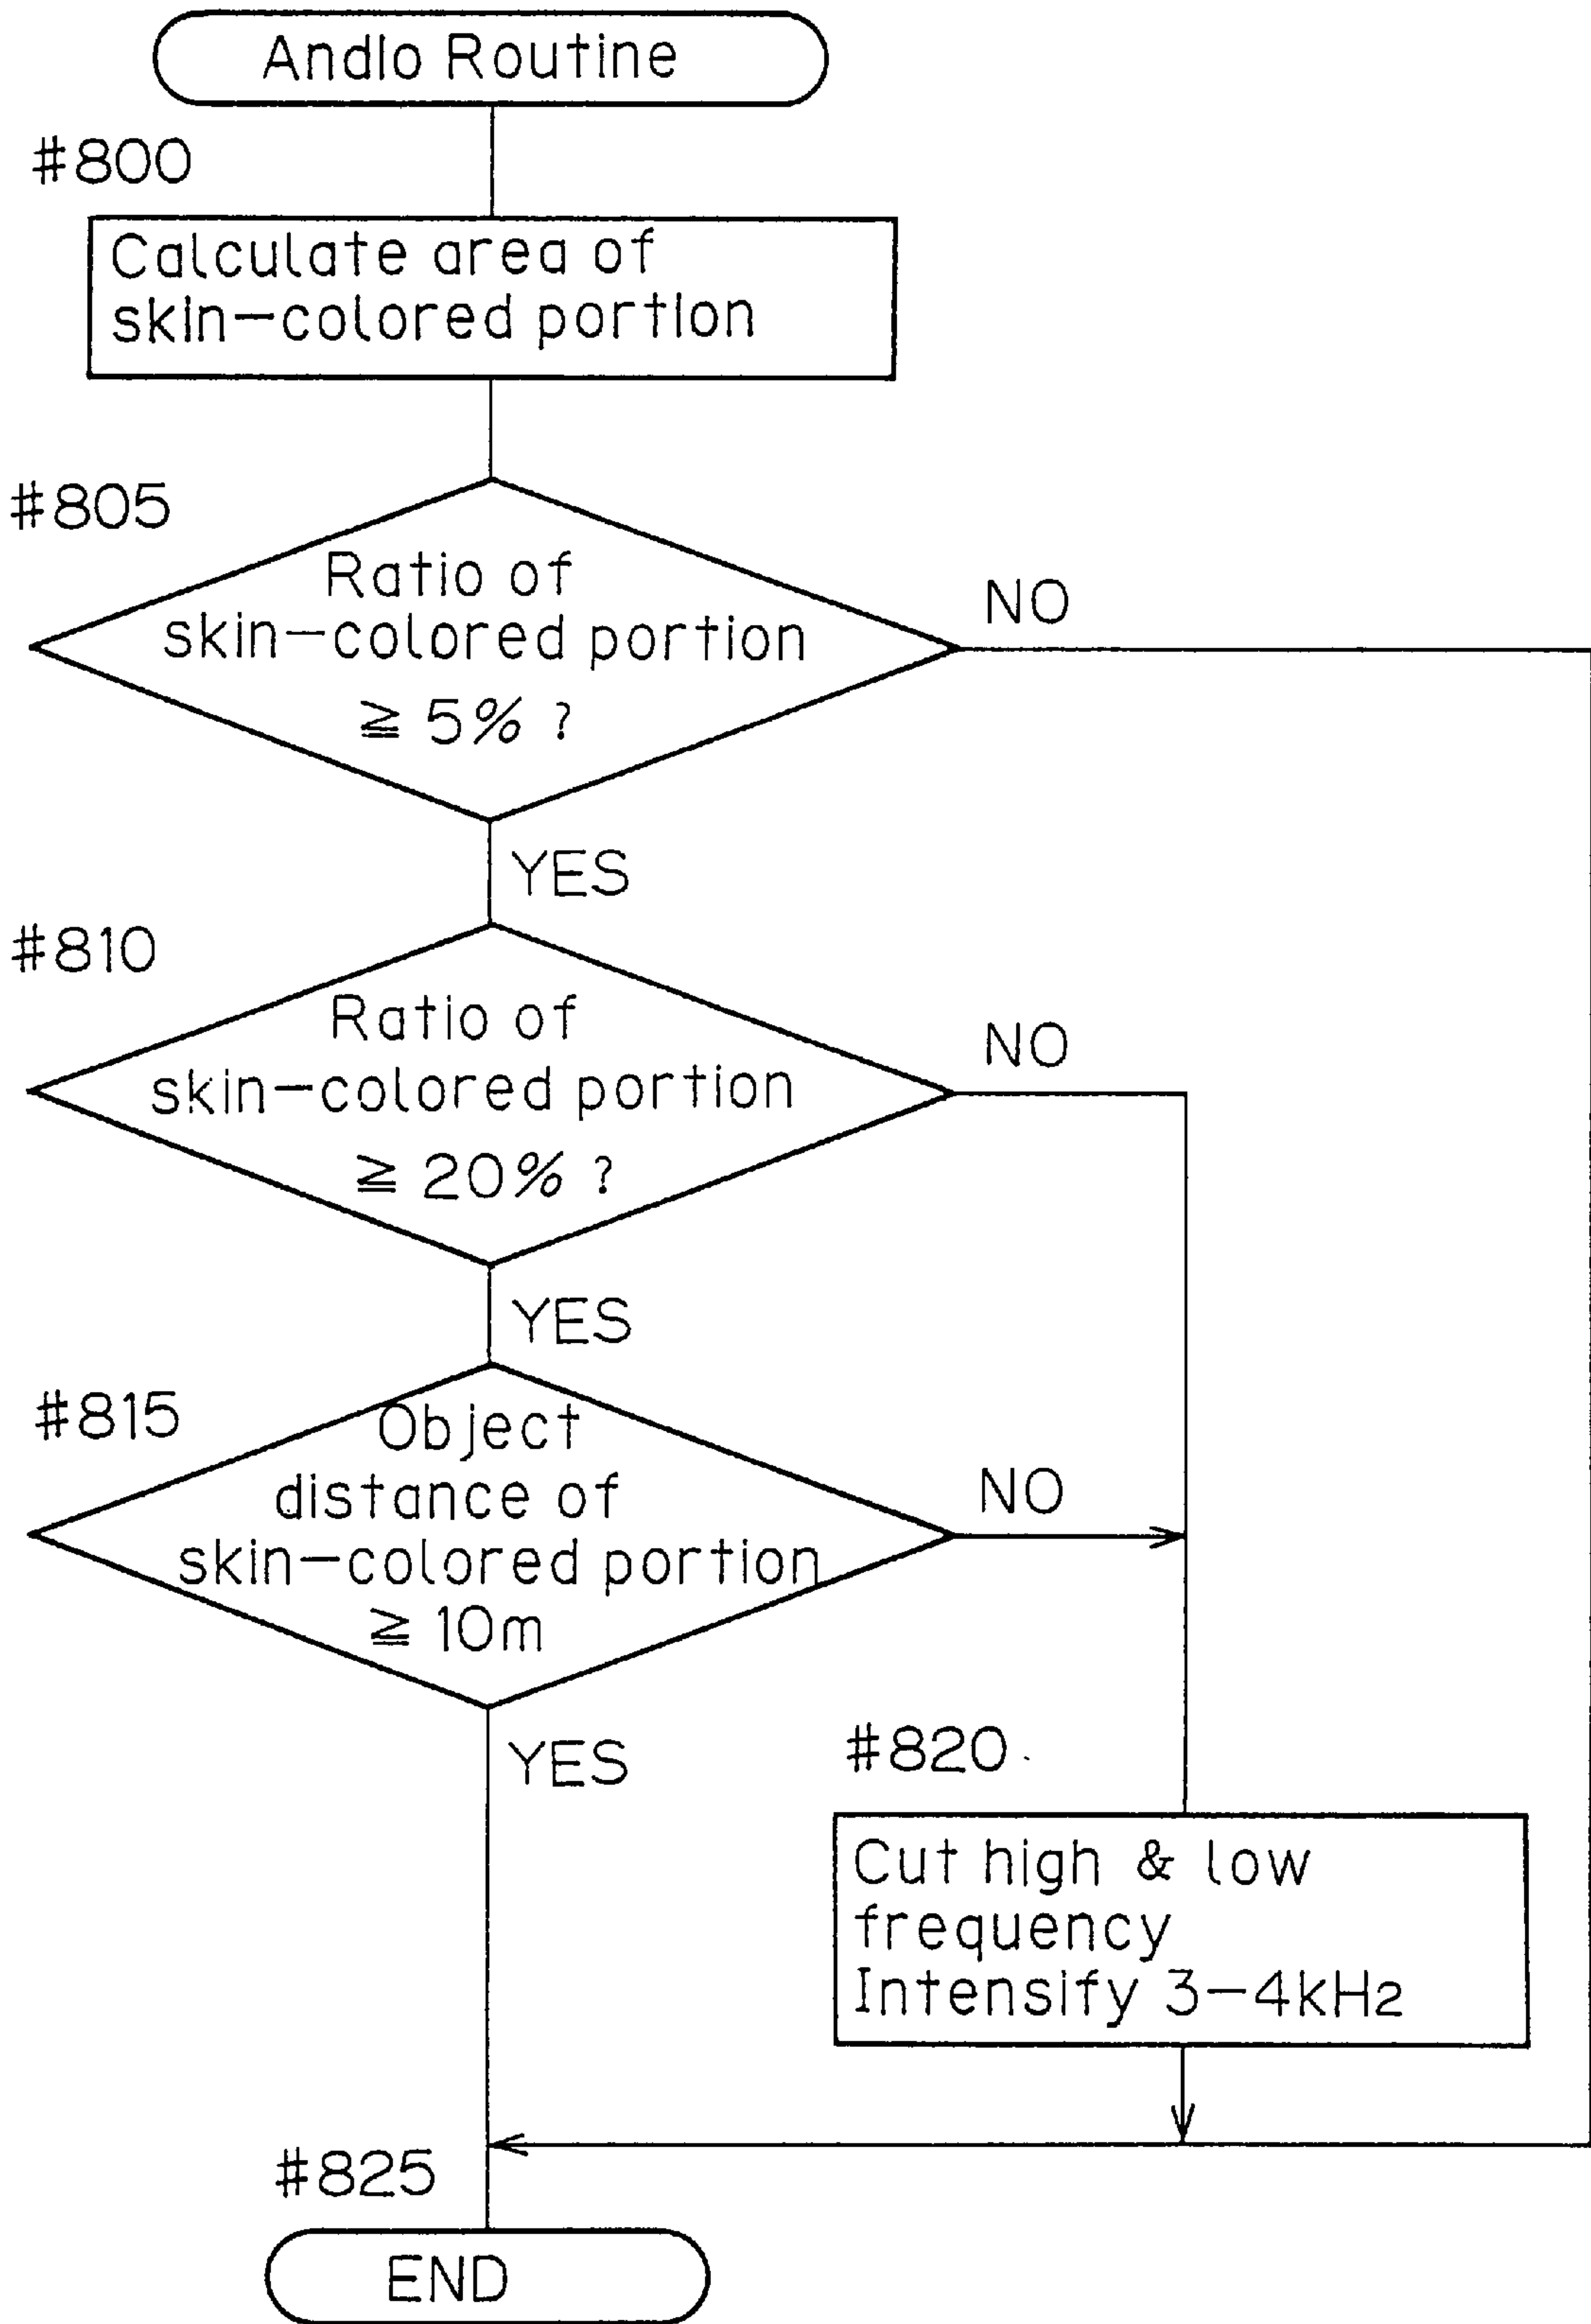 Andio Routine
#800
Calculate area of
skin-colored portion
#805
Ratio of
skin-colored portion
≧ 5% ?
NO
YES
#810
Ratio of
skin-colored portion
≧ 20% ?
NO
YES
#815
Object
distance of
skin-colored portion
≧ 10m
NO
YES
#820
Cut high & low
frequency
Intensify 3-4kHz
#825
END